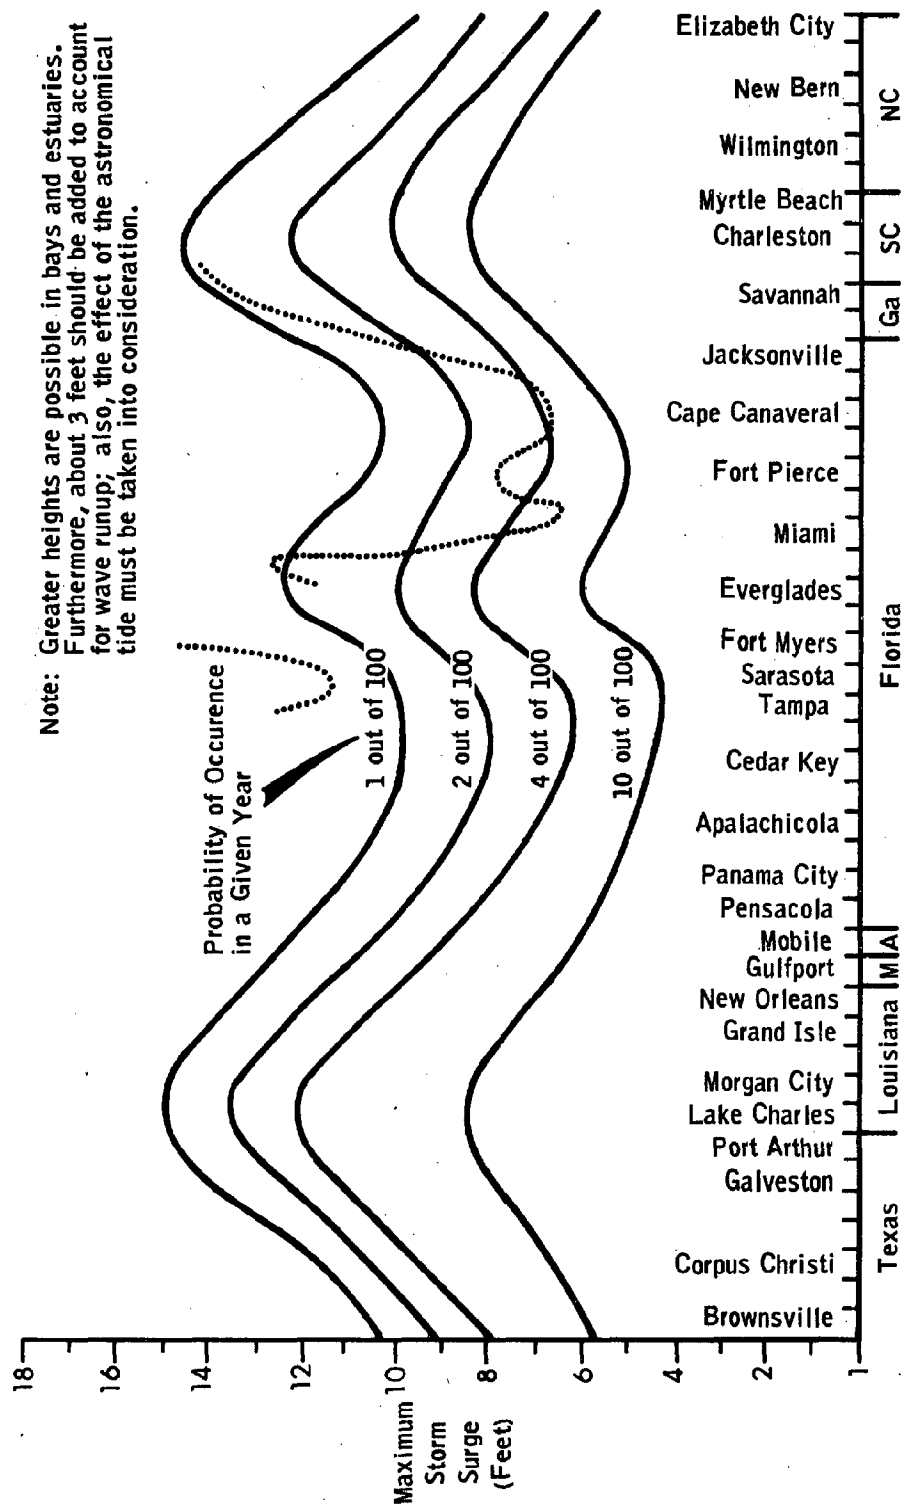 Note: Greater heights are possible in bays and estuaries.
Furthermore, about 3 feet should be added to account
for wave runup; also, the effect of the astronomical
tide must be taken into consideration.
Probability of Occurence
in a Given Year
1 out of 100
2 out of 100
4 out of 100
10 out of 100
18
16
14
12
10
8
6
4
2
1
Maximum
Storm
Surge
(Feet)
Brownsville
Corpus Christi
Galveston
Port Arthur
Lake Charles
Morgan City
Grand Isle
New Orleans
Gulfport
Mobile
Pensacola
Panama City
Apalachicola
Cedar Key
Tampa
Sarasota
Fort Myers
Everglades
Miami
Fort Pierce
Cape Canaveral
Jacksonville
Savannah
Charleston
Myrtle Beach
Wilmington
New Bern
Elizabeth City
Texas
Louisiana
M
A
Florida
Ga
SC
NC